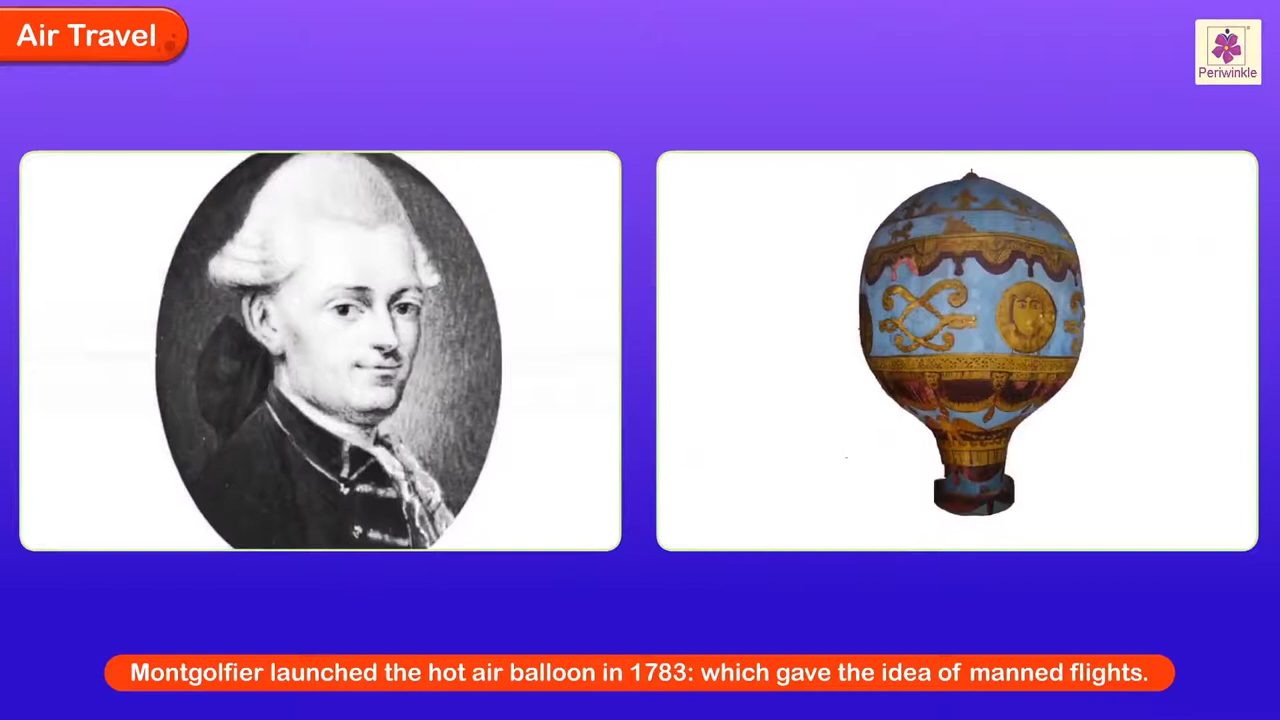 Air Travel
Periwinkle
Montgolfier launched the hot air balloon in 1783: which gave the idea of manned flights.